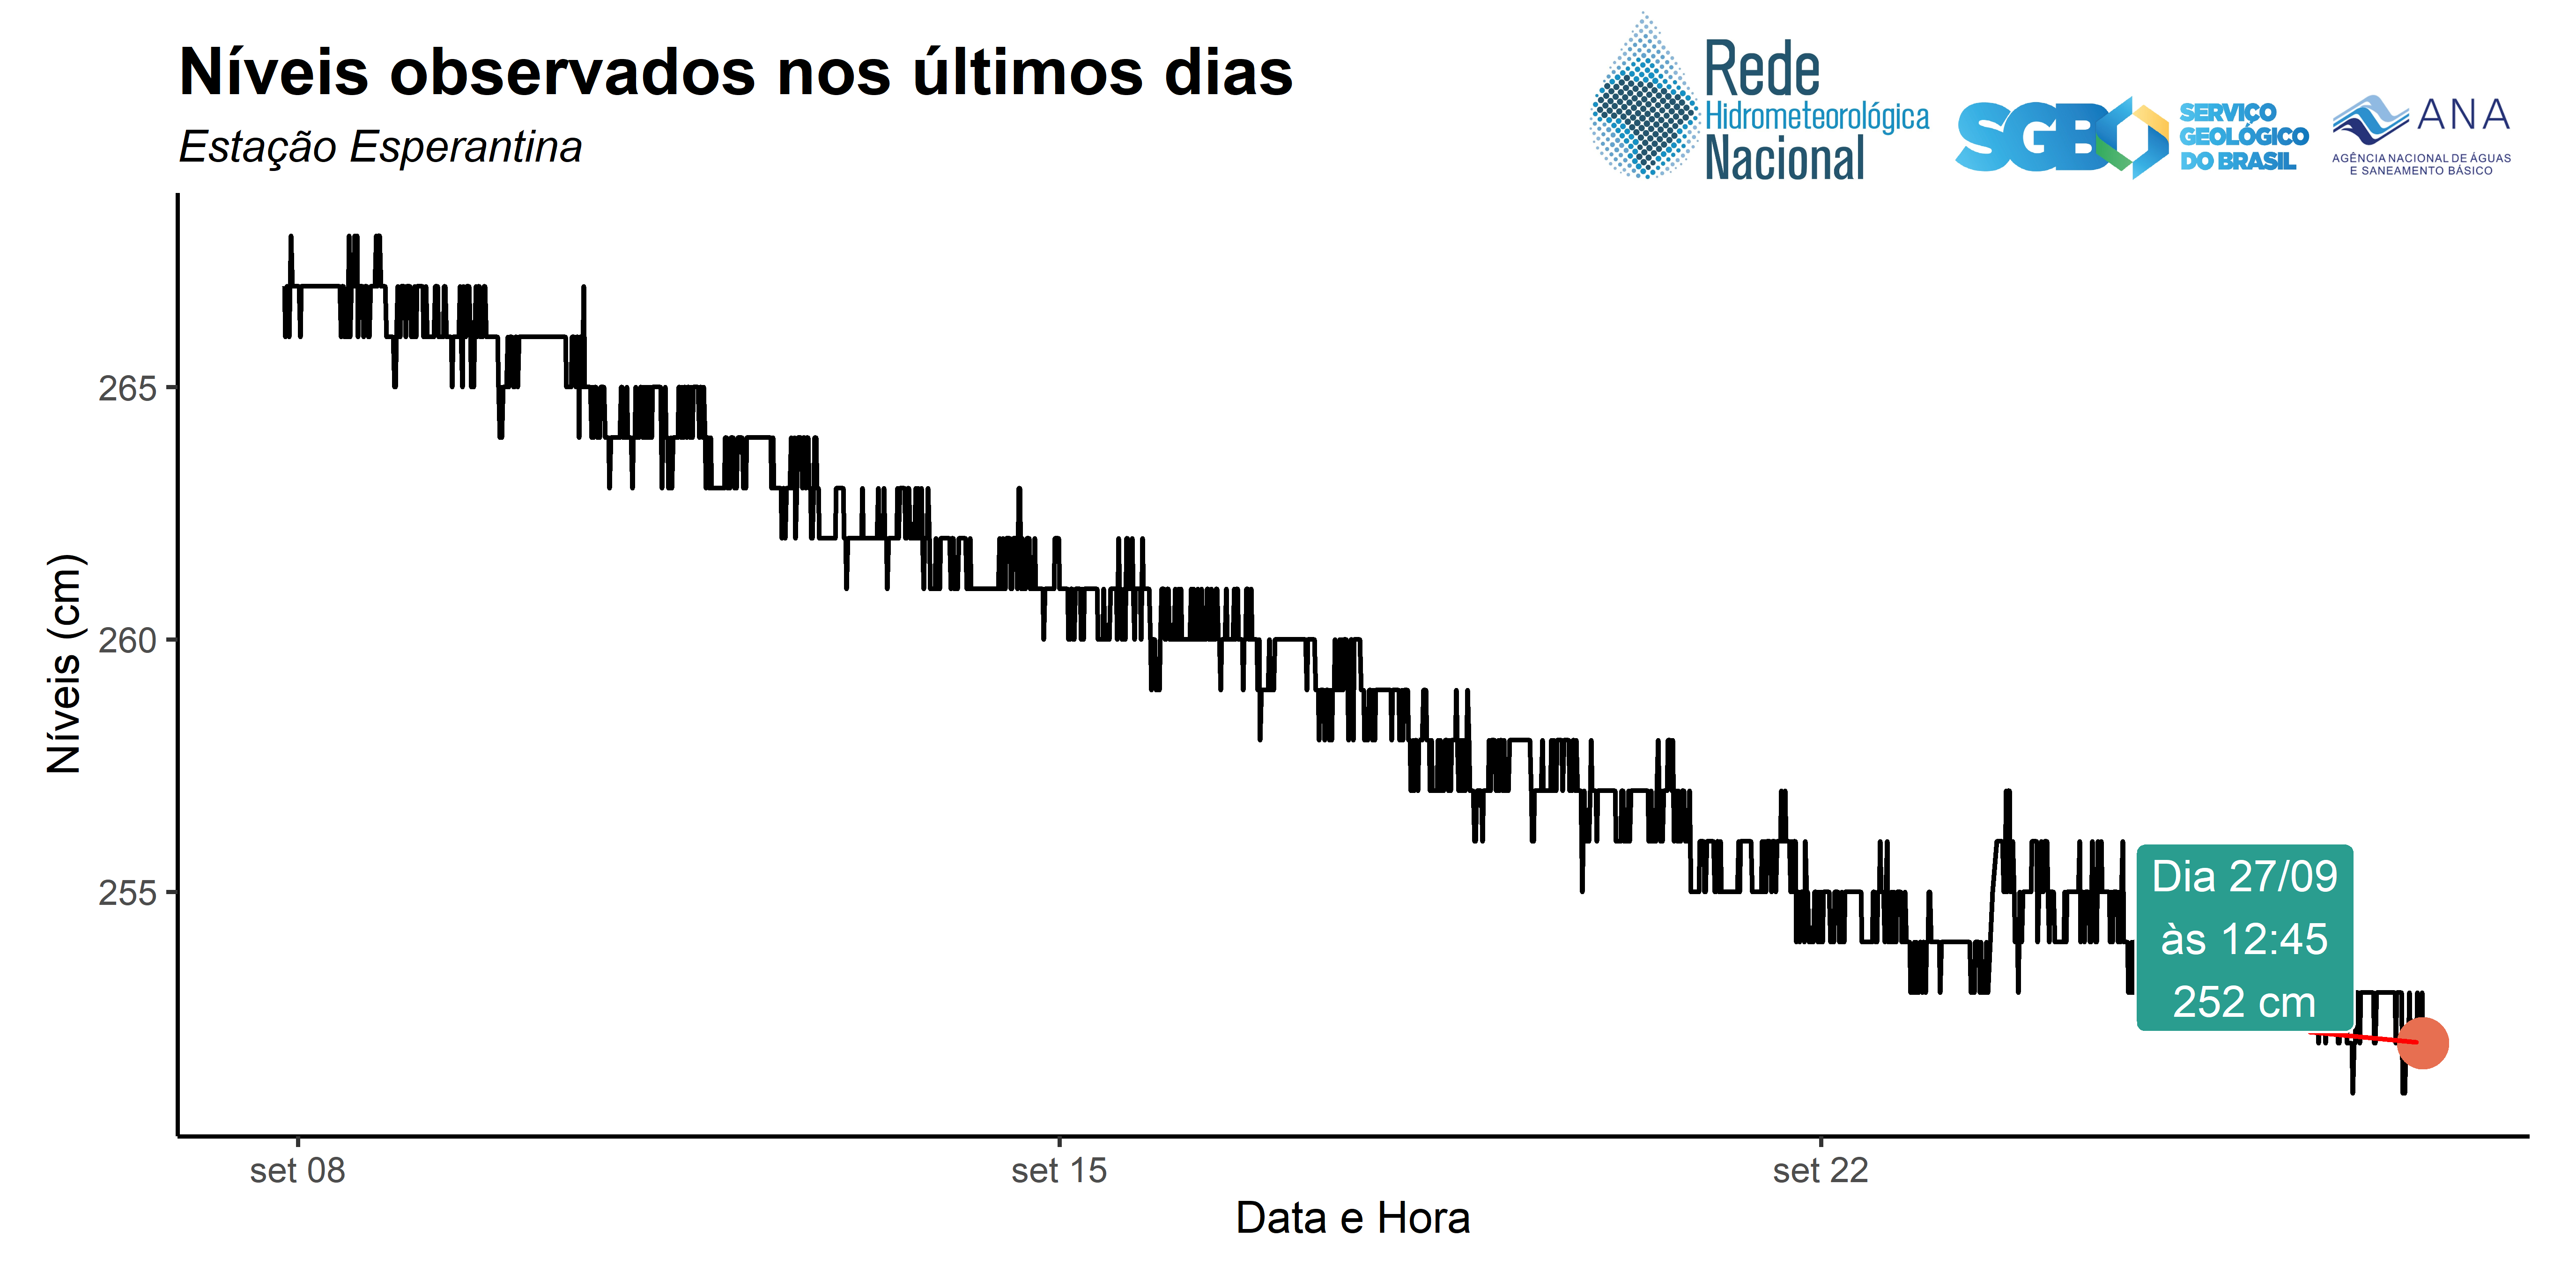 Níveis observados nos últimos dias
Estação Esperantina
Rede
Hidrometeorológica
Nacional
SGB
SERVIÇO
GEOLÓGICO
DO BRASIL
ANA
AGÊNCIA NACIONAL DE ÁGUAS
E SANEAMENTO BÁSICO
Níveis (cm)
265
260
255
Dia 27/09
às 12:45
252 cm
set 08
set 15
set 22
Data e Hora